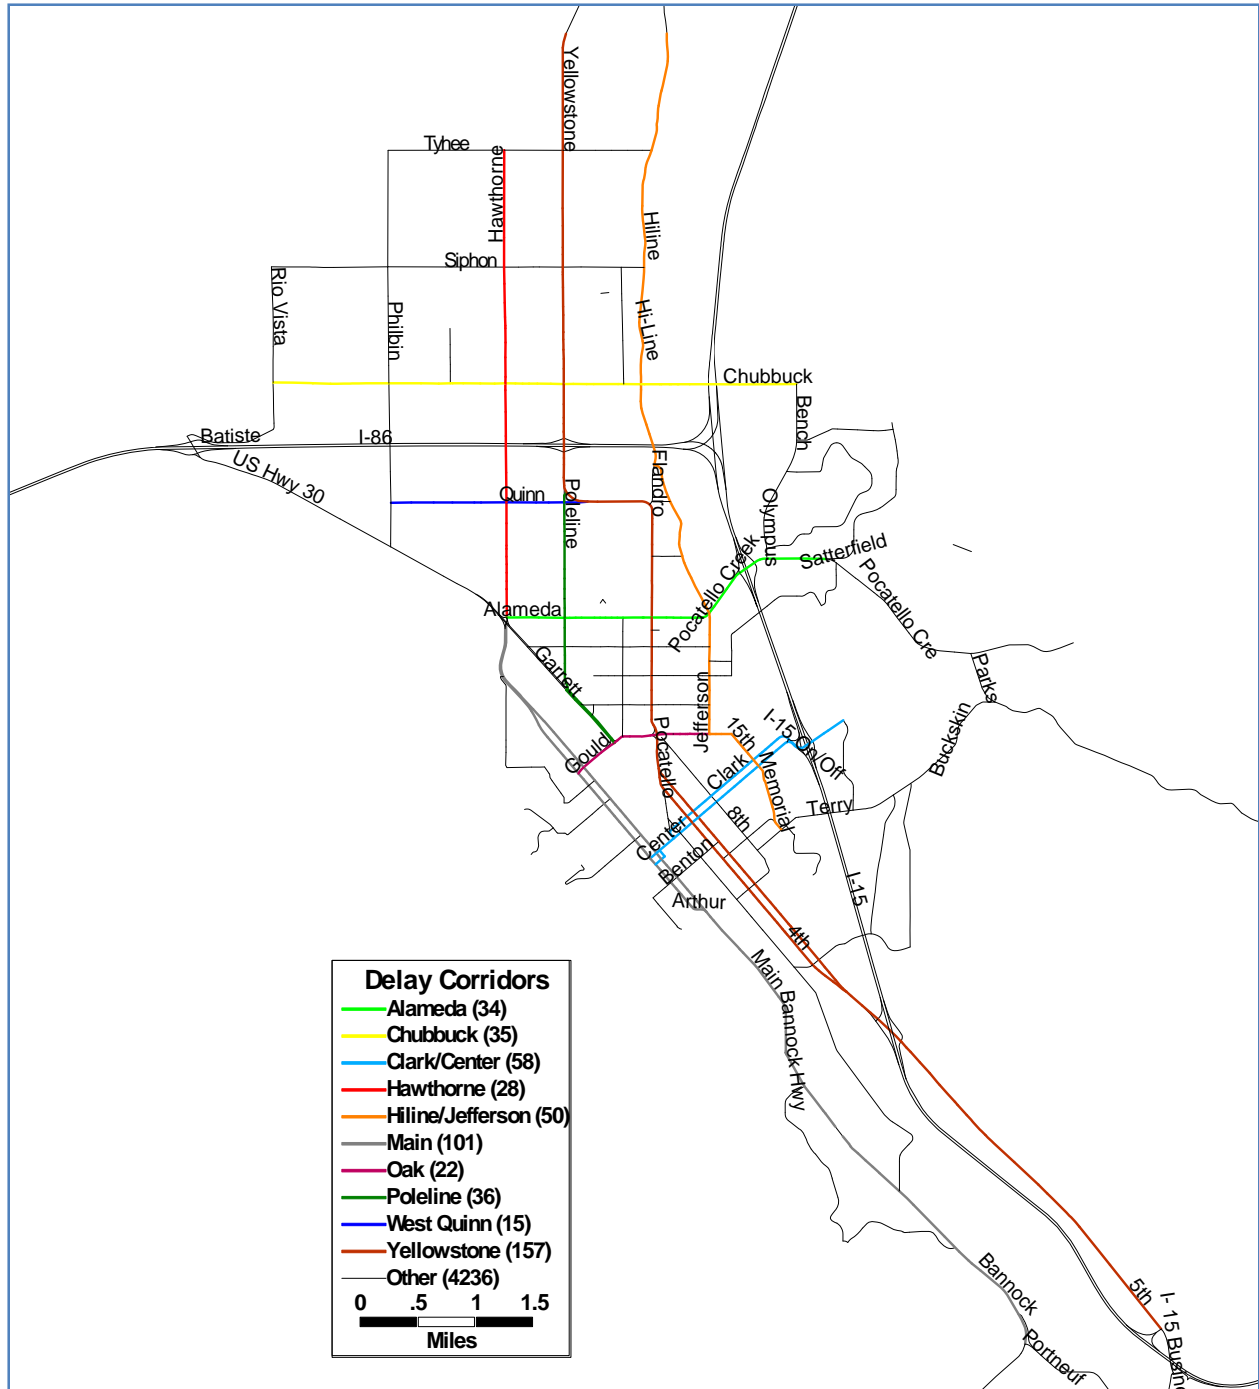 Yellowstone
Tyhee
Hawthorne
Hiline
Siphon
Rio Vista
Philbin
Hi-Line
Chubbuck
Bench
Batiste
I-86
US Hwy 30
Elandro
Quinn
Poleline
Olympus
Satterfield
Pocatello Creek
Pocatello Cre
Alameda
Garrett
Parks
Jefferson
Buckskin
15th
I-15 On/Off
Gould
Pocatello
Clark
Memorial
Terry
8th
Center
Benton
I-15
Arthur
4th
Main
Bannock Hwy
Delay Corridors
Alameda (34)
Chubbuck (35)
Clark/Center (58)
Hawthorne (28)
Hiline/Jefferson (50)
Main (101)
Oak (22)
Poleline (36)
West Quinn (15)
Yellowstone (157)
Other (4236)
0 .5 1 1.5
Miles
Bannock
5th
I- 15 Busin
Portneuf